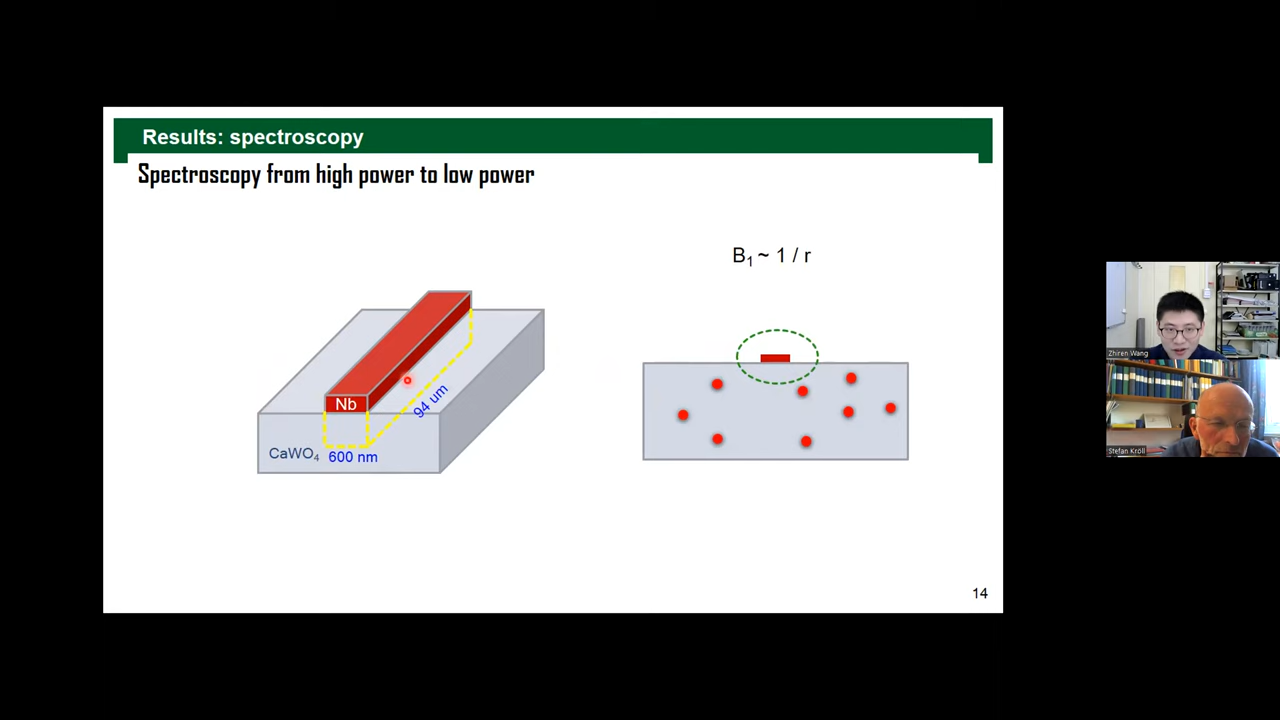 Results: spectroscopy
Spectroscopy from high power to low power
B₁ ~ 1 / r
Nb
94 um
CaWO₄
600 nm
14
Zhiren Wang
Stefan Kröll